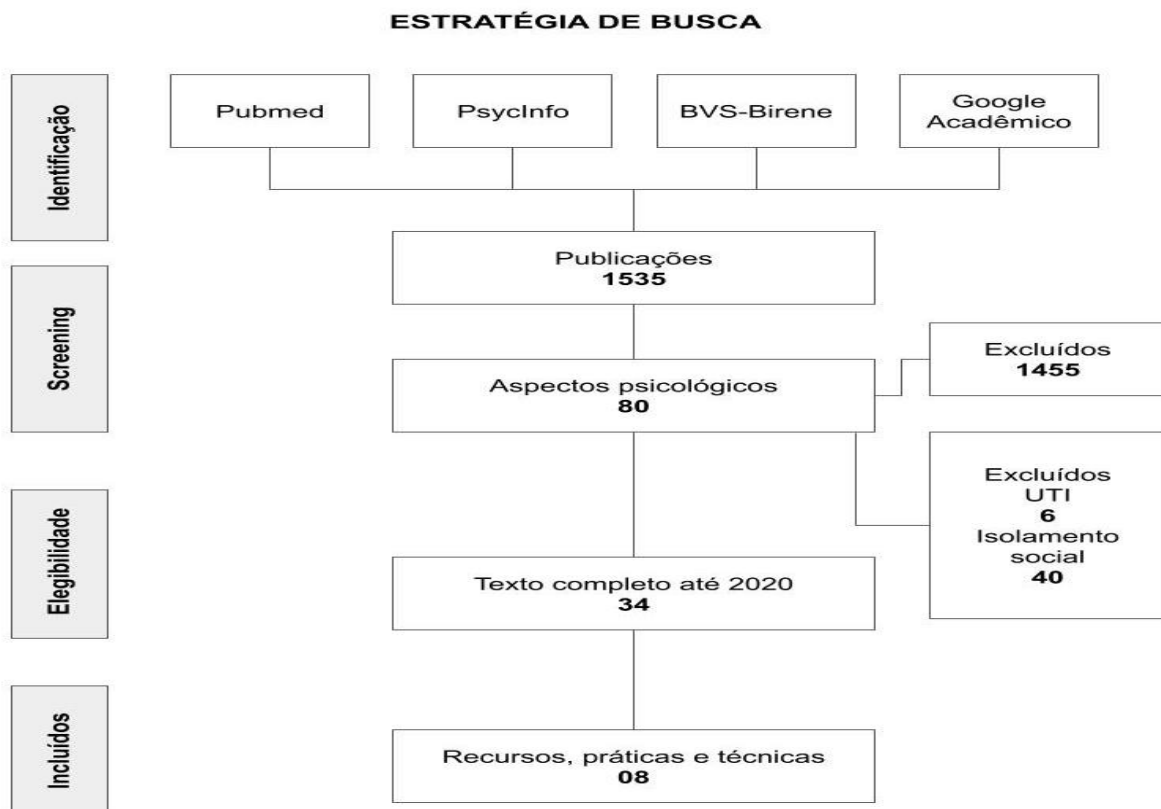 ESTRATÉGIA DE BUSCA
Identificação
Pubmed
PsycInfo
BVS-Birene
Google
Acadêmico
Publicações
1535
Screening
Aspectos psicológicos
80
Excluídos
1455
Excluídos
UTI
6
Isolamento
social
40
Elegibilidade
Texto completo até 2020
34
Incluídos
Recursos, práticas e técnicas
08